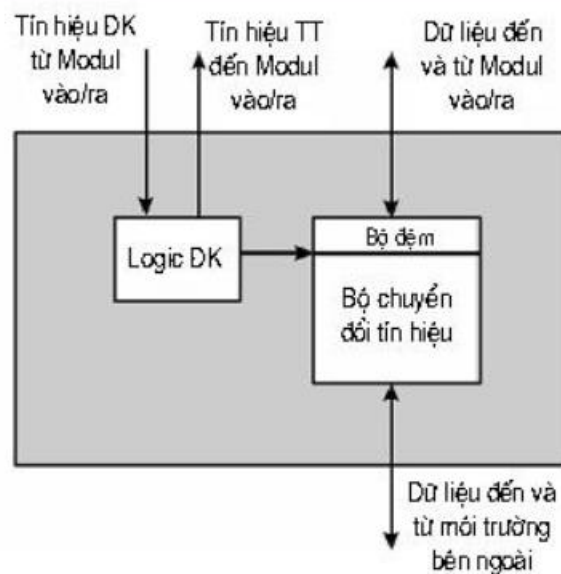 Tín hiệu ĐK
từ Modul
vào/ra
Tín hiệu TT
đến Modul
vào/ra
Dữ liệu đến
và từ Modul
vào/ra
Logic ĐK
Bộ đệm
Bộ chuyển
đổi tín hiệu
Dữ liệu đến và
từ môi trường
bên ngoài